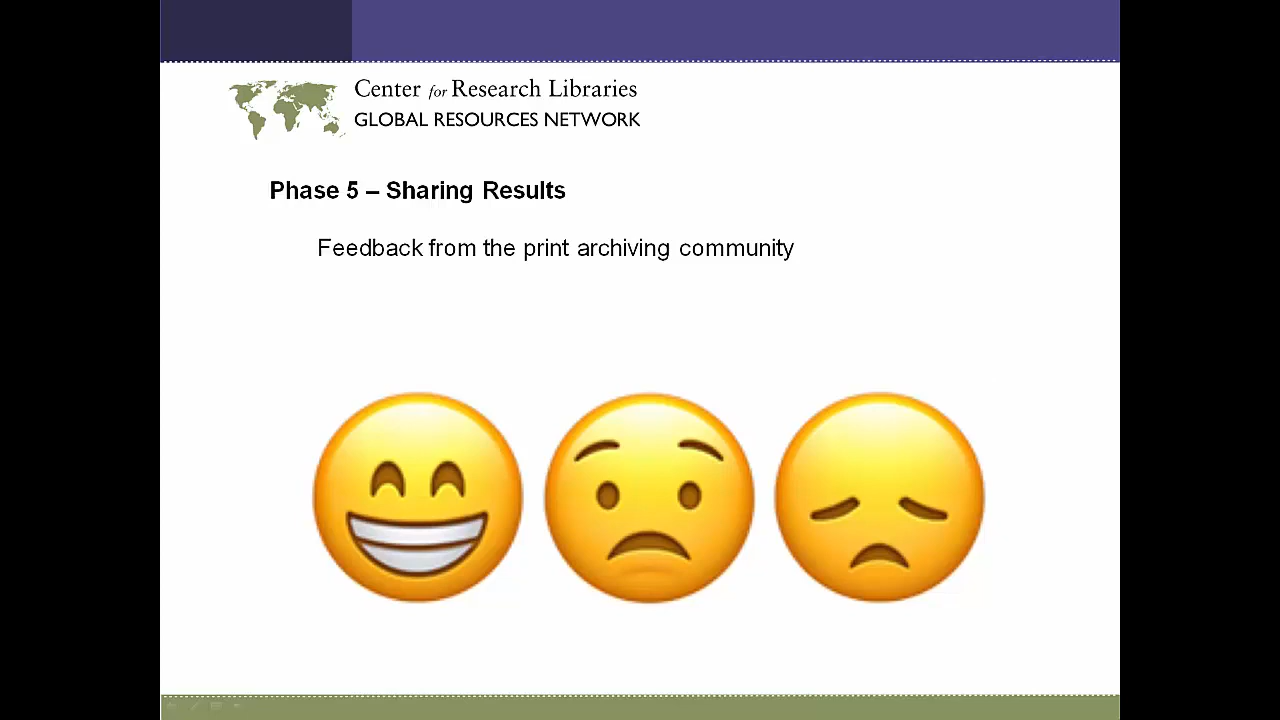 Center for Research Libraries
GLOBAL RESOURCES NETWORK
Phase 5 – Sharing Results
Feedback from the print archiving community